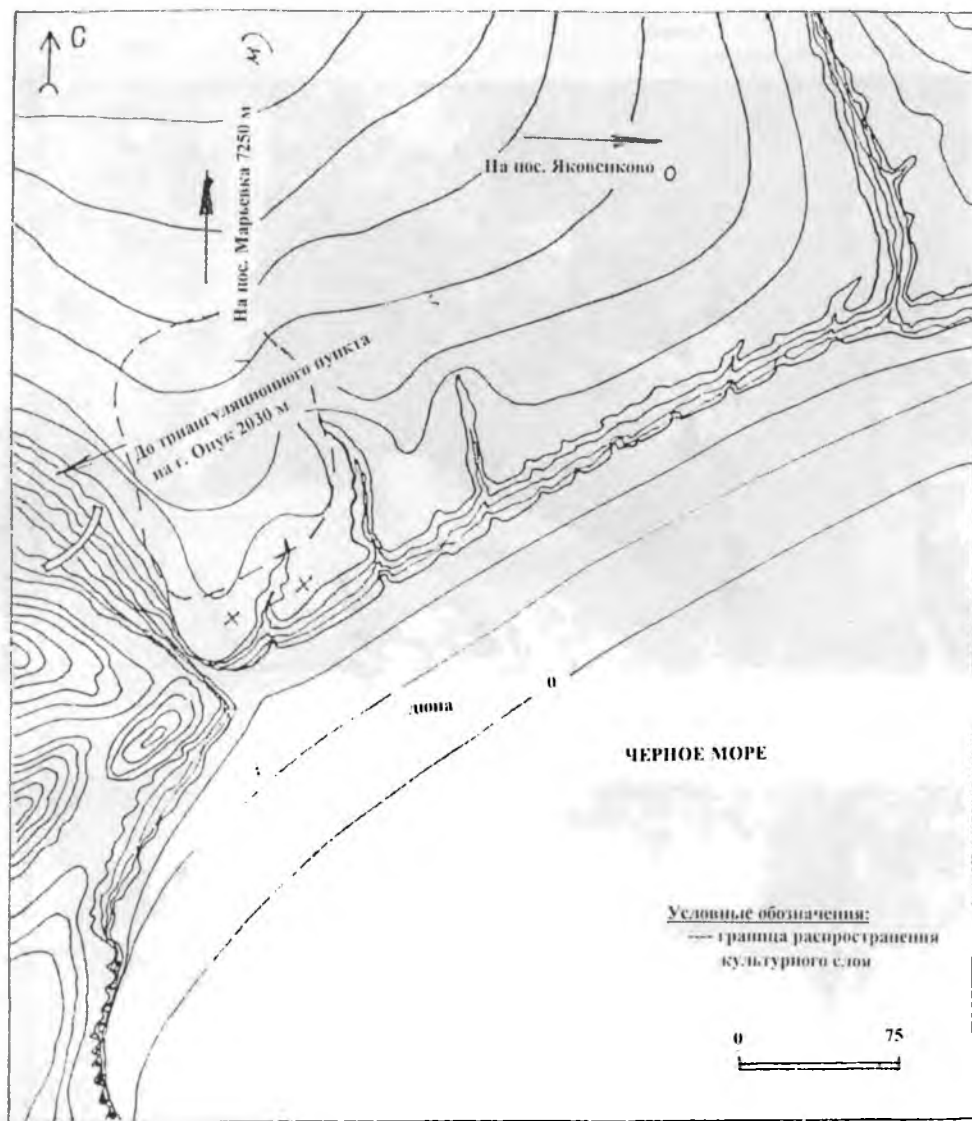 С
м)
На пос. Марьевка 7250 м
На пос. Яковенково
До триангуляционного пункта
на г. Опук 2030 м
0
дюна
ЧЕРНОЕ МОРЕ
Условные обозначения:
--- граница распространения
культурного слоя
0 75